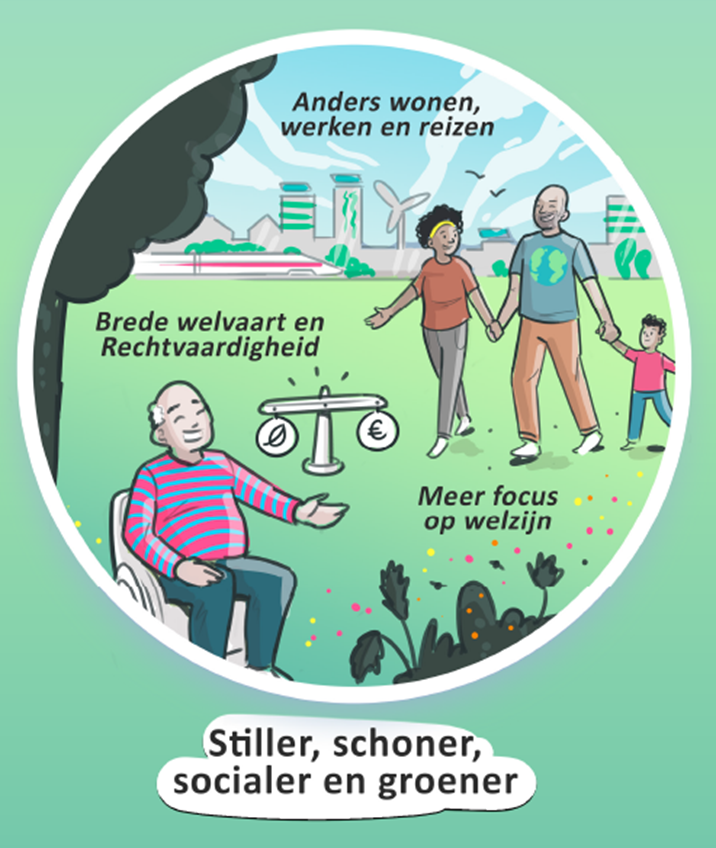 Anders wonen,
werken en reizen
Brede welvaart en
Rechtvaardigheid
€
Meer focus
op welzijn
Stiller, schoner,
socialer en groener